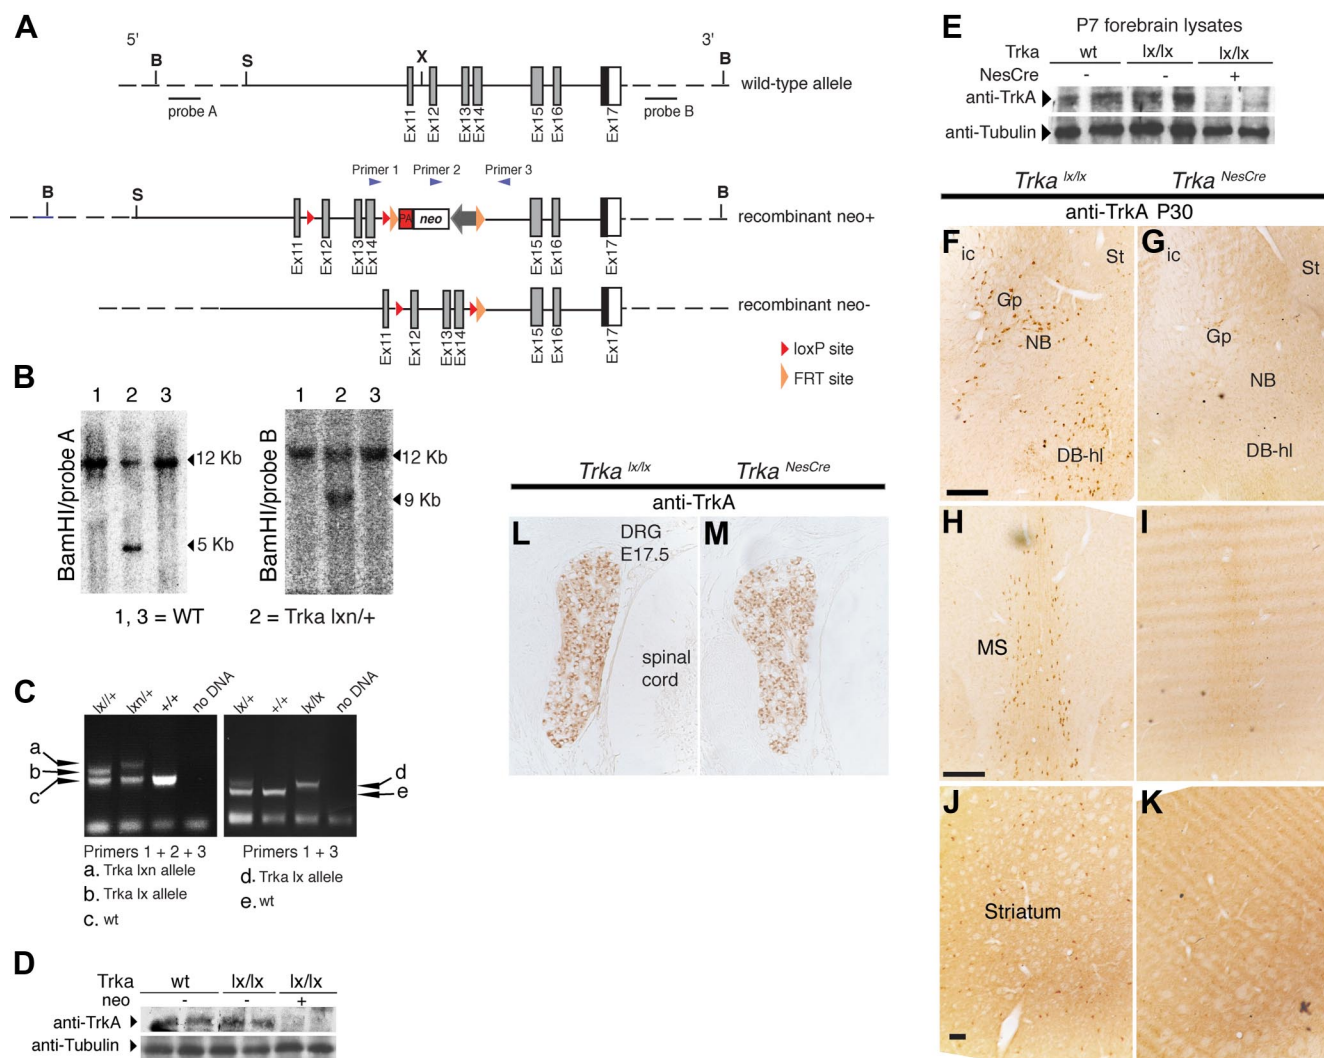 A
5'
3'
B
S
X
B
wild-type allele
probe A
probe B
Ex11
Ex12
Ex13
Ex14
Ex15
Ex16
Ex17
Primer 1
Primer 2
Primer 3
B
S
B
PA
neo
recombinant neo+
Ex11
Ex12
Ex13
Ex14
Ex15
Ex16
Ex17
recombinant neo-
Ex11
Ex12
Ex13
Ex14
Ex15
Ex16
Ex17
loxP site
FRT site
B
1 2 3
BamHI/probe A
12 Kb
5 Kb
1 2 3
BamHI/probe B
12 Kb
9 Kb
1, 3 = WT
2 = Trka lxn/+
C
lx//+ lxn/+ +/+ no DNA
a
b
c
Primers 1 + 2 + 3
a. Trka lxn allele
b. Trka lx allele
c. wt
lx/+ +/+ lx/lx no DNA
d
e
Primers 1 + 3
d. Trka lx allele
e. wt
D
Trka wt lx/lx lx/lx
neo - - +
anti-TrkA
anti-Tubulin
E
P7 forebrain lysates
Trka wt lx/lx lx/lx
NesCre - - +
anti-TrkA
anti-Tubulin
Trka lx/lx Trka NesCre
anti-TrkA P30
F
ic
St
Gp
NB
DB-hl
G
ic
St
Gp
NB
DB-hl
H
MS
I
J
Striatum
K
Trka lx/lx Trka NesCre
anti-TrkA
L
DRG
E17.5
spinal
cord
M